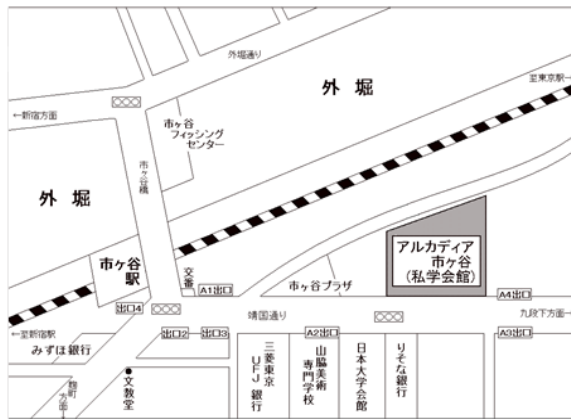 外堀通り
至東京駅→
外 堀
←新宿方面
市ヶ谷
フィッシング
センター
市ヶ谷橋
外 堀
アルカディア
市ヶ谷
(私学会館)
市ヶ谷
駅
交番
A1出口
市ヶ谷プラザ
A4出口
出口4
靖国通り
九段下方面→
←至新宿駅
出口2
出口3
A2出口
A3出口
みずほ銀行
麹町
方面
文教堂
三菱東京
UFJ銀行
山脇美術
専門学校
日本大学会館
りそな銀行